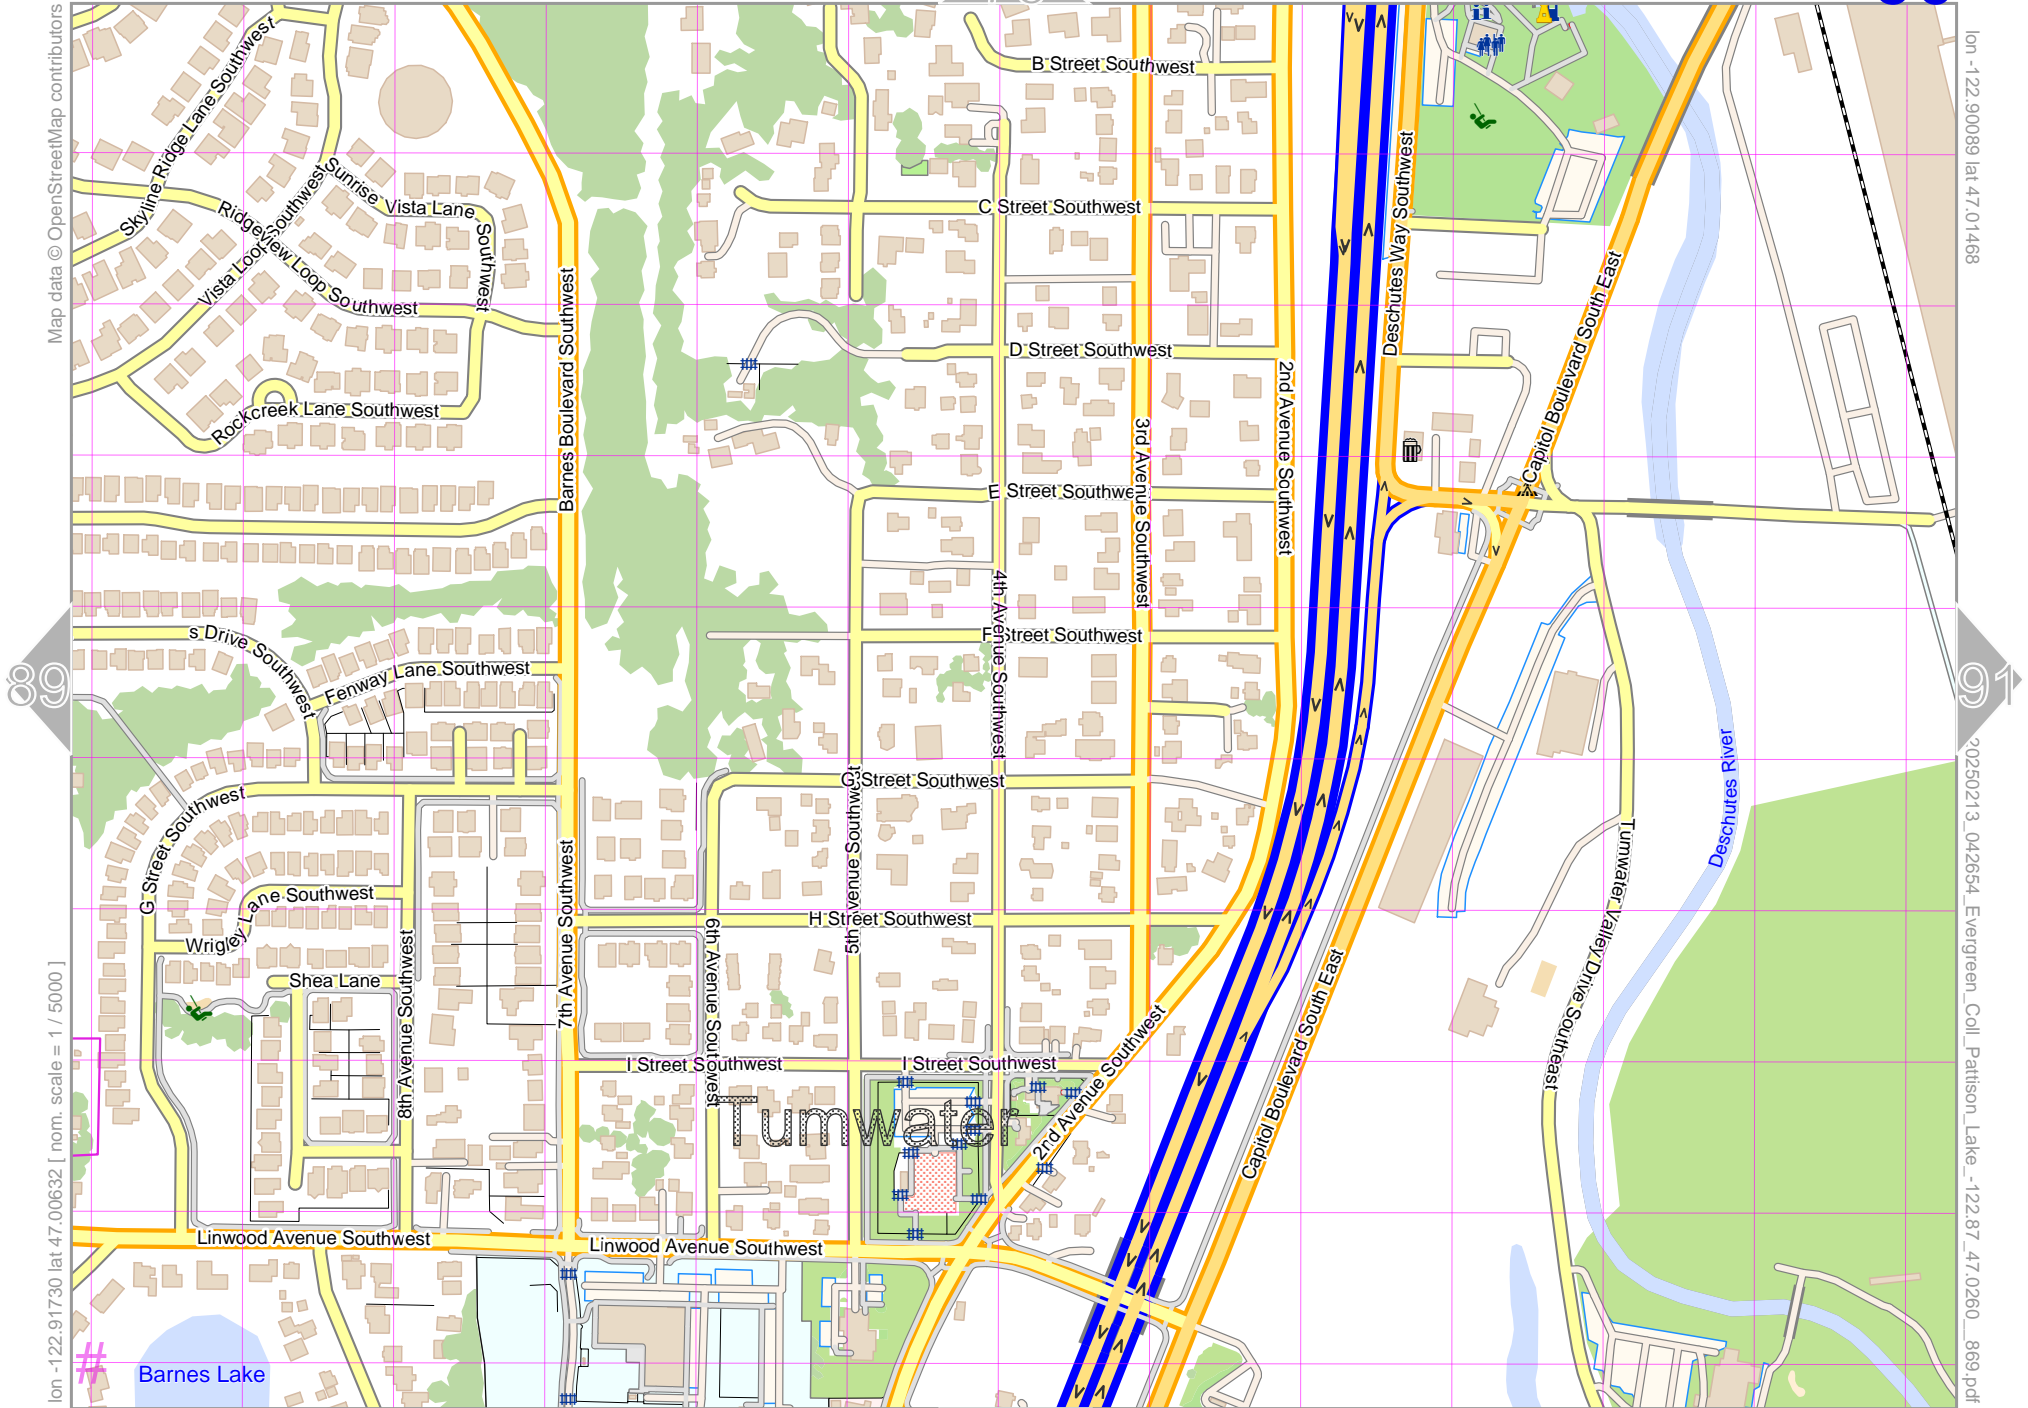 Map data © OpenStreetMap contributors
lon -122.91730 lat 47.00632 [ nom. scale = 1 / 5000 ]
lon -122.90089 lat 47.01468
20250213_042654_Evergreen_Coll_Pattison_Lake_-122.87_47.0260__869.pdf
89
91
Skyline Ridge Lane Southwest
B Street Southwest
Sunrise Vista Lane Southwest
Ridgeview Loop Southwest
Vista Loop Southwest
C Street Southwest
Deschutes Way Southwest
Capitol Boulevard South East
Barnes Boulevard Southwest
D Street Southwest
2nd Avenue Southwest
Rockcreek Lane Southwest
3rd Avenue Southwest
E Street Southwe
4th Avenue Southwest
s Drive Southwest
F Street Southwest
Fenway Lane Southwest
G Street Southwest
G Street Southwest
5th Avenue Southwest
Deschutes River
Tumwater Valley Drive Southeast
7th Avenue Southwest
Wrigley Lane Southwest
H Street Southwest
6th Avenue Southwest
8th Avenue Southwest
Shea Lane
Capitol Boulevard South East
2nd Avenue Southwest
I Street Southwest
I Street Southwest
Tumwater
Linwood Avenue Southwest
Linwood Avenue Southwest
Barnes Lake
#